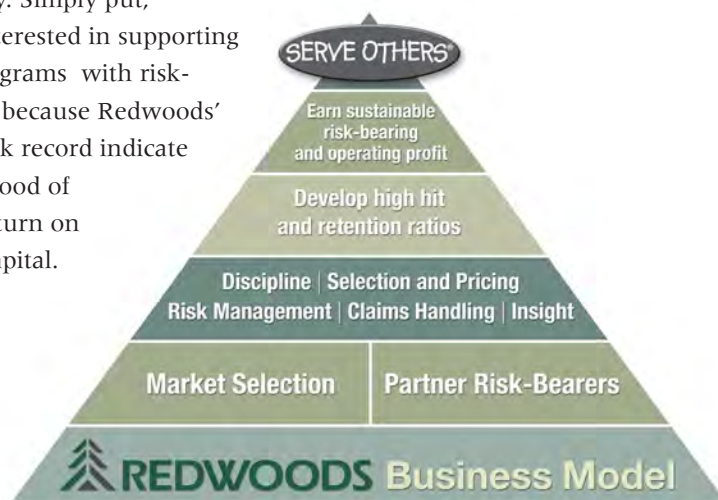 y. Simply put,
terested in supporting
grams with risk-
because Redwoods’
k record indicate
ood of
turn on
pital.
SERVE OTHERS®
Earn sustainable
risk-bearing
and operating profit
Develop high hit
and retention ratios
Discipline | Selection and Pricing
Risk Management | Claims Handling | Insight
Market Selection
Partner Risk-Bearers
REDWOODS Business Model